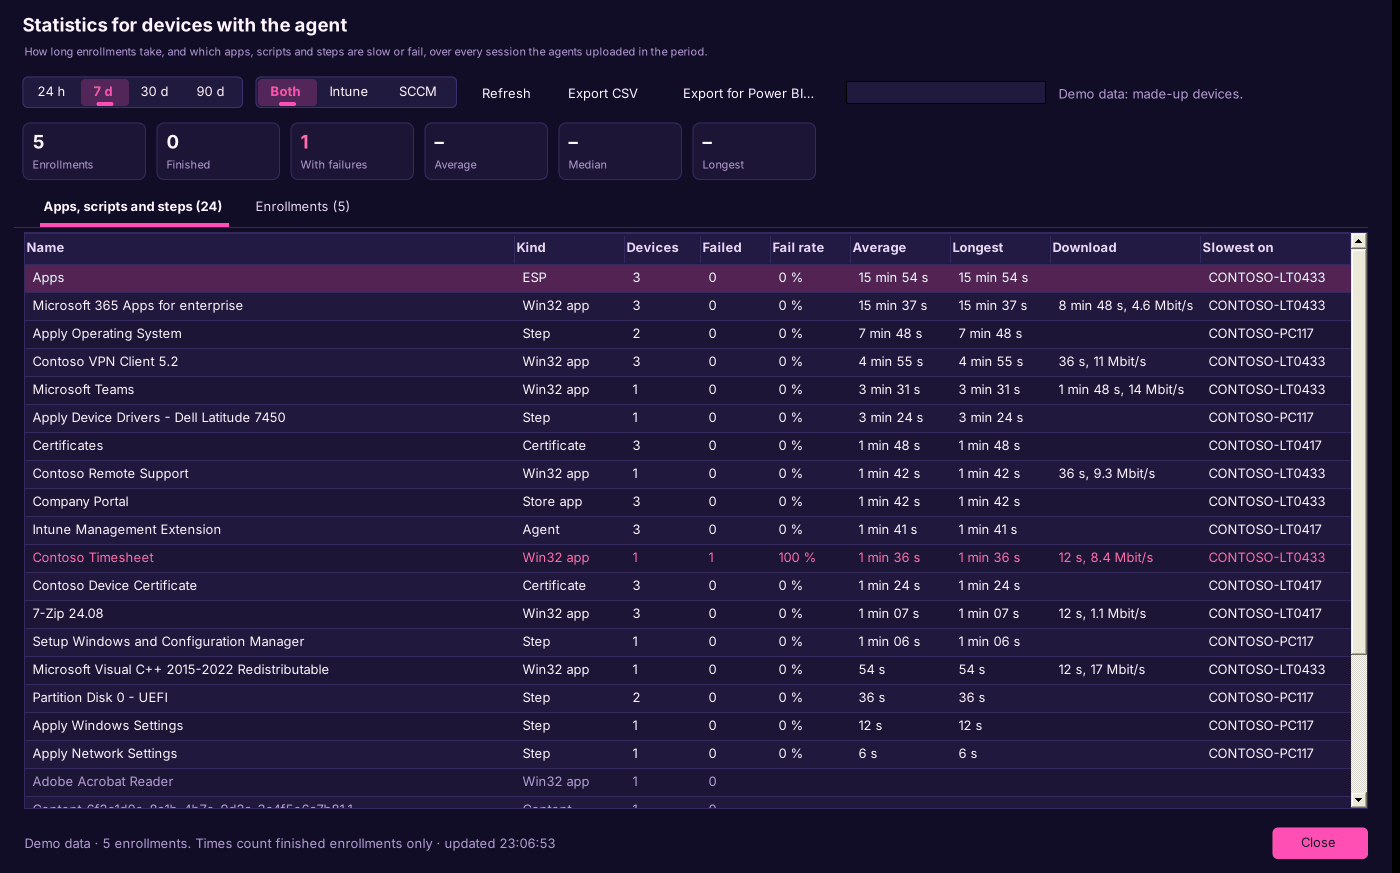 Statistics for devices with the agent
How long enrollments take, and which apps, scripts and steps are slow or fail, over every session the agents uploaded in the period.
24 h 7 d 30 d 90 d Both Intune SCCM Refresh Export CSV Export for Power BI... Demo data: made-up devices.
5 0 1 – – –
Enrollments Finished With failures Average Median Longest
Apps, scripts and steps (24) Enrollments (5)
Name Kind Devices Failed Fail rate Average Longest Download Slowest on
Apps ESP 3 0 0 % 15 min 54 s 15 min 54 s CONTOSO-LT0433
Microsoft 365 Apps for enterprise Win32 app 3 0 0 % 15 min 37 s 15 min 37 s 8 min 48 s, 4.6 Mbit/s CONTOSO-LT0433
Apply Operating System Step 2 0 0 % 7 min 48 s 7 min 48 s CONTOSO-PC117
Contoso VPN Client 5.2 Win32 app 3 0 0 % 4 min 55 s 4 min 55 s 36 s, 11 Mbit/s CONTOSO-LT0433
Microsoft Teams Win32 app 1 0 0 % 3 min 31 s 3 min 31 s 1 min 48 s, 14 Mbit/s CONTOSO-LT0433
Apply Device Drivers - Dell Latitude 7450 Step 1 0 0 % 3 min 24 s 3 min 24 s CONTOSO-PC117
Certificates Certificate 3 0 0 % 1 min 48 s 1 min 48 s CONTOSO-LT0417
Contoso Remote Support Win32 app 1 0 0 % 1 min 42 s 1 min 42 s 36 s, 9.3 Mbit/s CONTOSO-LT0433
Company Portal Store app 3 0 0 % 1 min 42 s 1 min 42 s CONTOSO-LT0433
Intune Management Extension Agent 3 0 0 % 1 min 41 s 1 min 41 s CONTOSO-LT0417
Contoso Timesheet Win32 app 1 1 100 % 1 min 36 s 1 min 36 s 12 s, 8.4 Mbit/s CONTOSO-LT0433
Contoso Device Certificate Certificate 3 0 0 % 1 min 24 s 1 min 24 s CONTOSO-LT0417
7-Zip 24.08 Win32 app 3 0 0 % 1 min 07 s 1 min 07 s 12 s, 1.1 Mbit/s CONTOSO-LT0417
Setup Windows and Configuration Manager Step 1 0 0 % 1 min 06 s 1 min 06 s CONTOSO-PC117
Microsoft Visual C++ 2015-2022 Redistributable Win32 app 1 0 0 % 54 s 54 s 12 s, 17 Mbit/s CONTOSO-LT0433
Partition Disk 0 - UEFI Step 2 0 0 % 36 s 36 s CONTOSO-PC117
Apply Windows Settings Step 1 0 0 % 12 s 12 s CONTOSO-PC117
Apply Network Settings Step 1 0 0 % 6 s 6 s CONTOSO-PC117
Adobe Acrobat Reader Win32 app 1 0
Demo data · 5 enrollments. Times count finished enrollments only · updated 23:06:53
Close